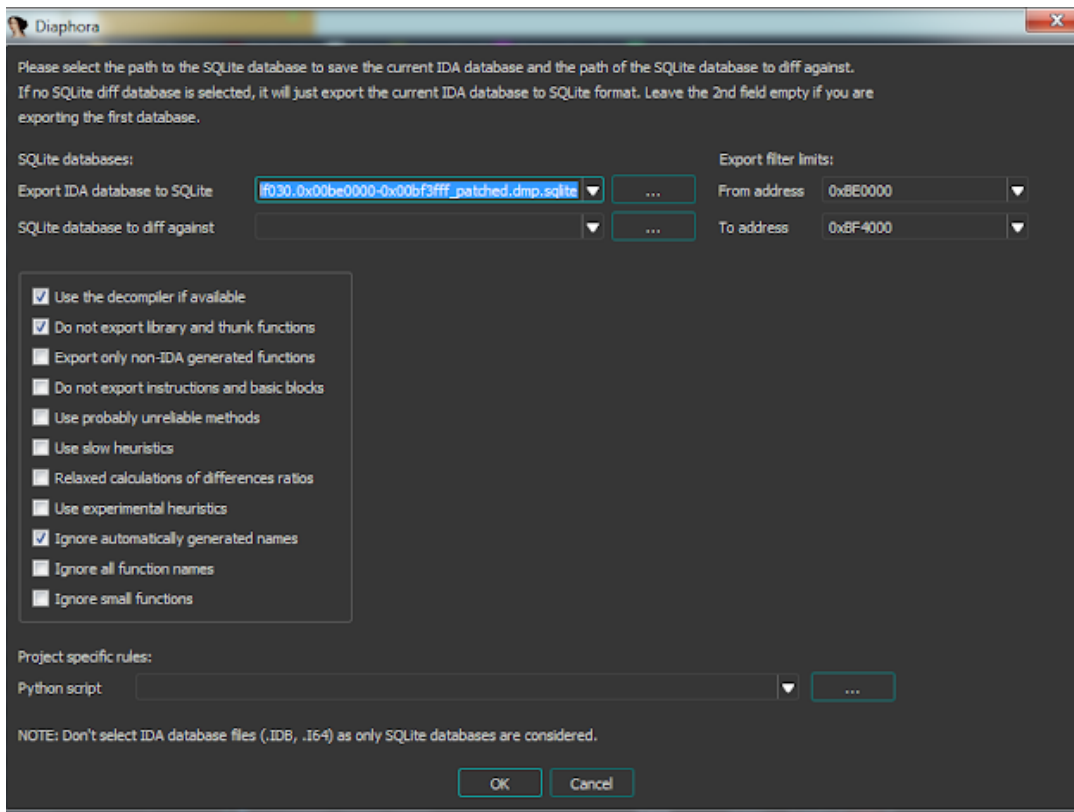 Diaphora
Please select the path to the SQLite database to save the current IDA database and the path of the SQLite database to diff against.
If no SQLite diff database is selected, it will just export the current IDA database to SQLite format. Leave the 2nd field empty if you are
exporting the first database.
SQLite databases:
Export filter limits:
Export IDA database to SQLite
lf030.0x00be0000-0x00bf3fff_patched.dmp.sqlite
...
From address
0xBE0000
SQLite database to diff against
...
To address
0xBF4000
Use the decompiler if available
Do not export library and thunk functions
Export only non-IDA generated functions
Do not export instructions and basic blocks
Use probably unreliable methods
Use slow heuristics
Relaxed calculations of differences ratios
Use experimental heuristics
Ignore automatically generated names
Ignore all function names
Ignore small functions
Project specific rules:
Python script
...
NOTE: Don't select IDA database files (.IDB, .I64) as only SQLite databases are considered.
OK
Cancel